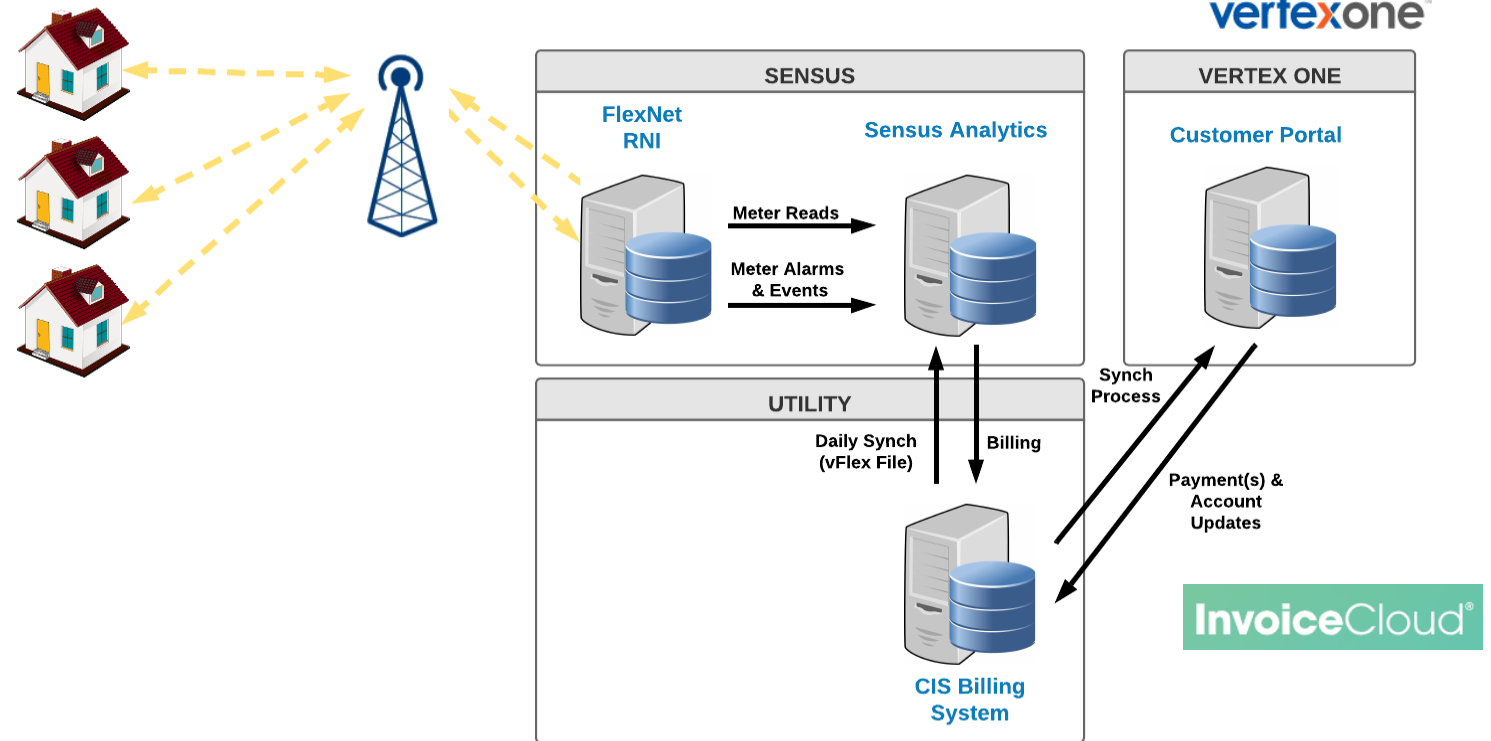 vertexone
SENSUS
VERTEX ONE
FlexNet
RNI
Sensus Analytics
Customer Portal
Meter Reads
Meter Alarms
& Events
Synch
Process
UTILITY
Daily Synch
(vFlex File)
Billing
Payment(s) &
Account
Updates
InvoiceCloud®
CIS Billing
System